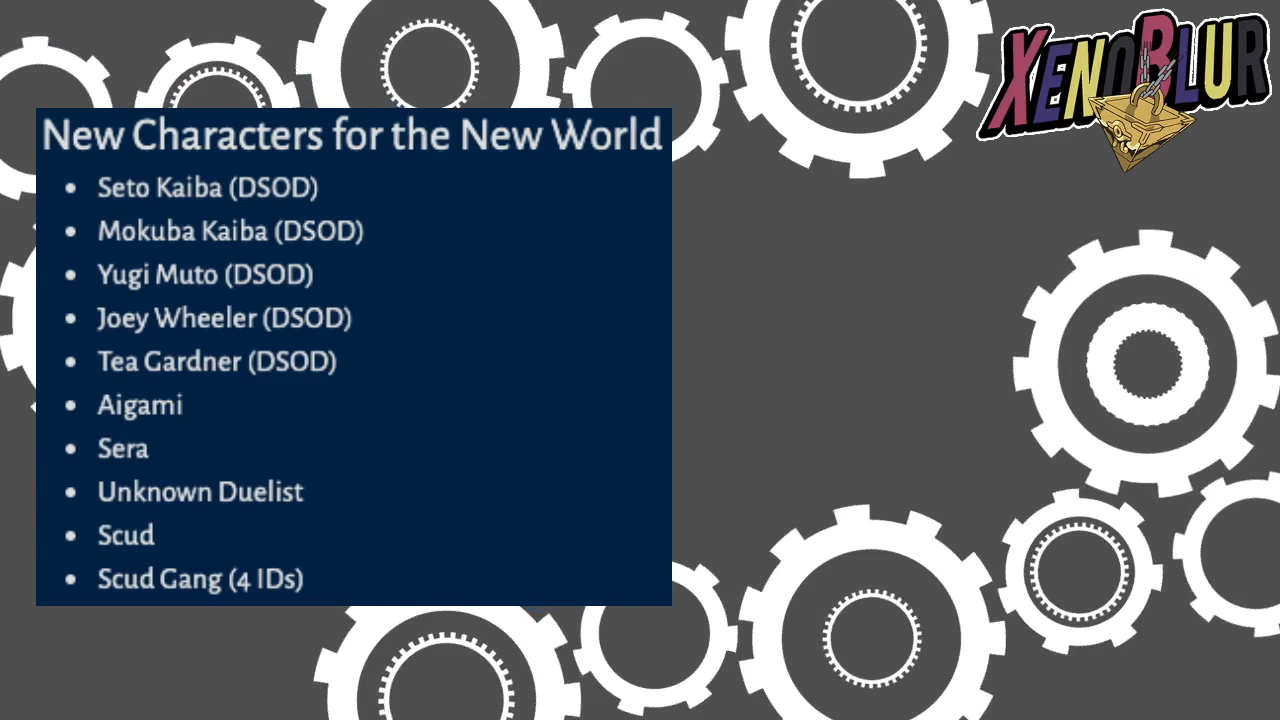 XENOBLUR
New Characters for the New World
• Seto Kaiba (DSOD)
• Mokuba Kaiba (DSOD)
• Yugi Muto (DSOD)
• Joey Wheeler (DSOD)
• Tea Gardner (DSOD)
• Aigami
• Sera
• Unknown Duelist
• Scud
• Scud Gang (4 IDs)